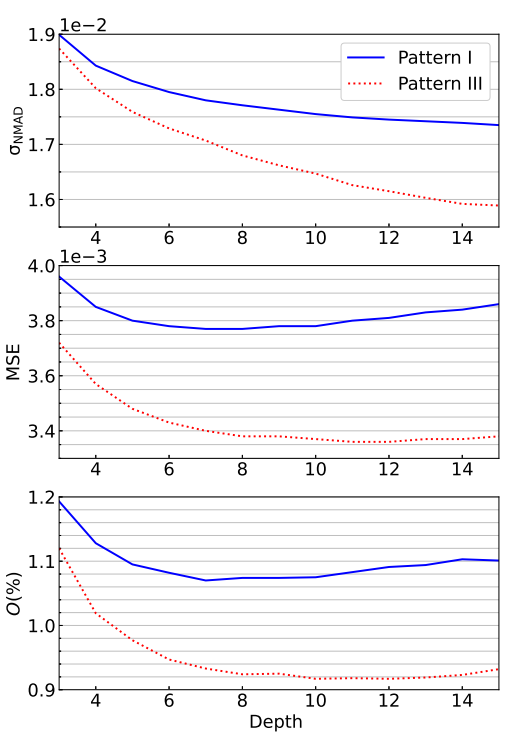 1e−2
1.9
1.8
1.7
1.6
σNMAD
Pattern I
Pattern III
4 6 8 10 12 14
1e−3
4.0
3.8
3.6
3.4
MSE
4 6 8 10 12 14
1.2
1.1
1.0
0.9
O(%)
4 6 8 10 12 14
Depth